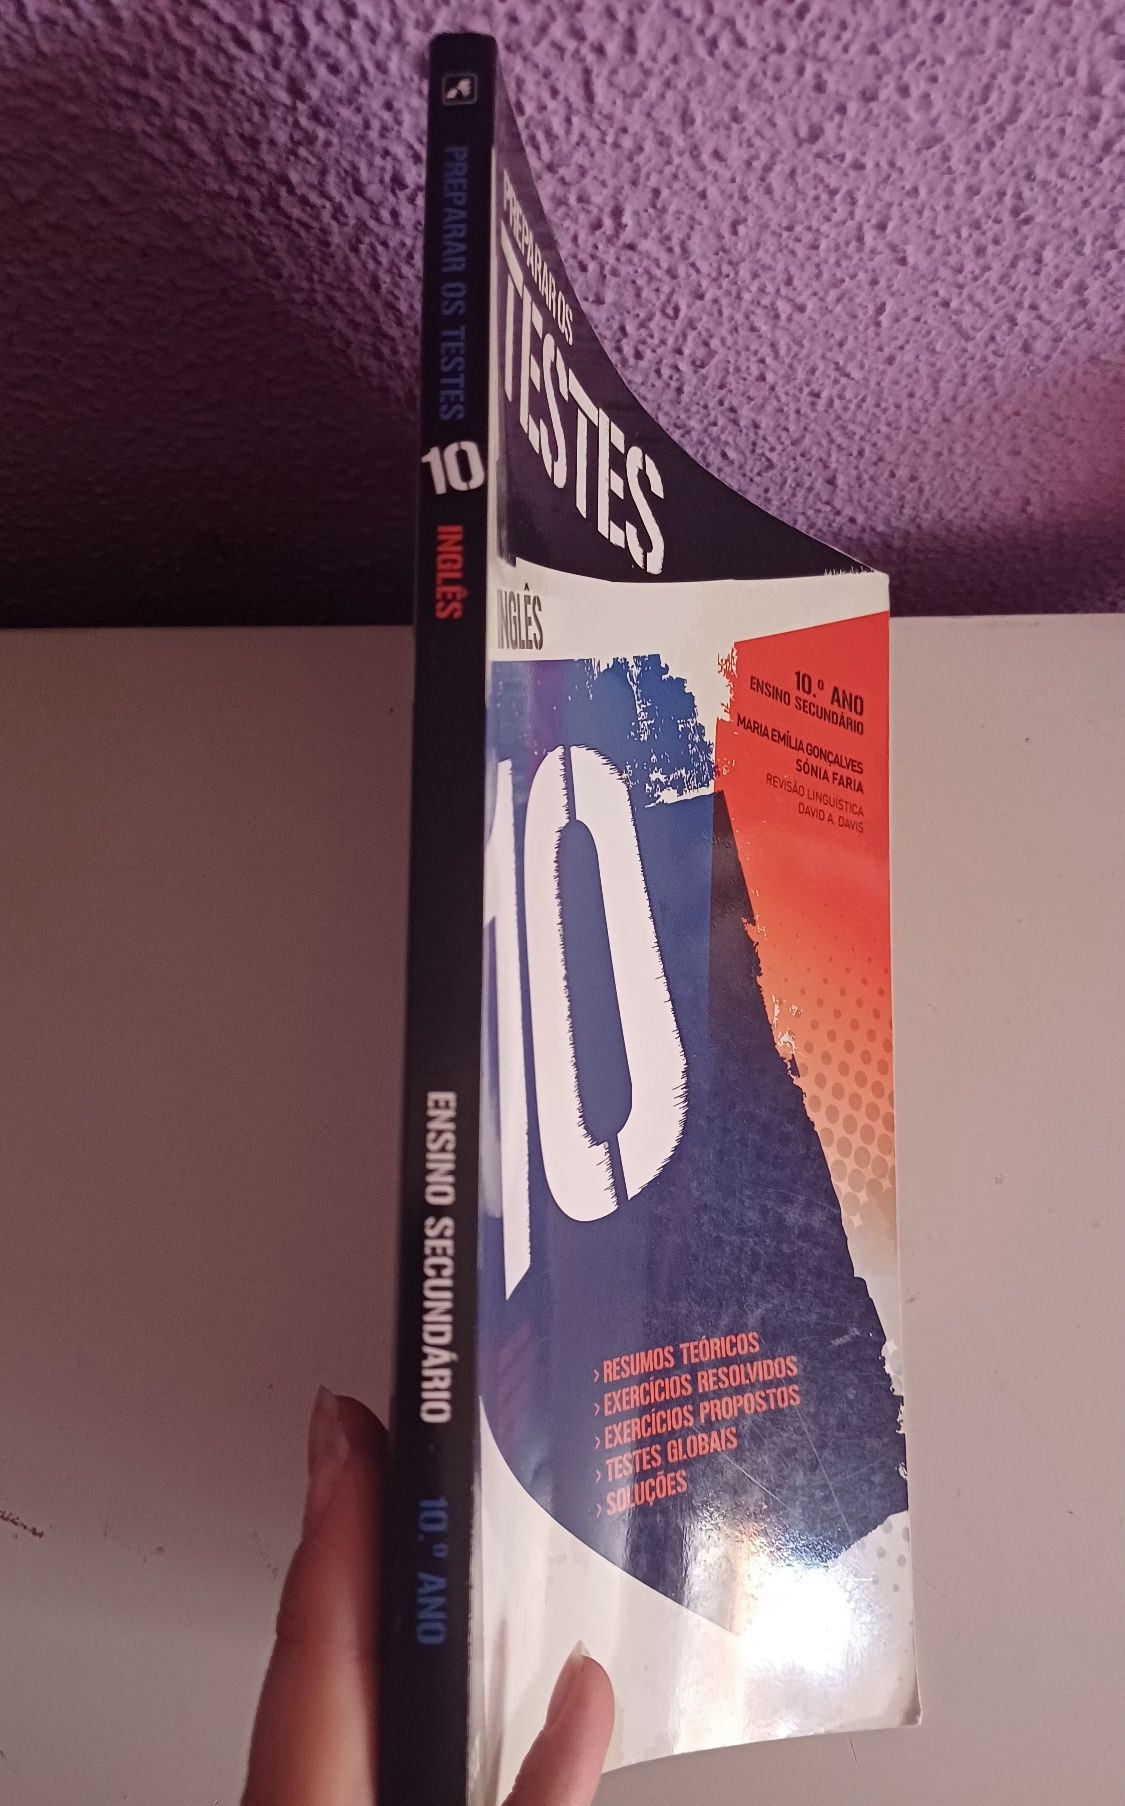 PREPARAR OS TESTES 10 INGLÊS ENSINO SECUNDÁRIO 10.º ANO
PREPARAR OS
TESTES
INGLÊS
10.º ANO
ENSINO SECUNDÁRIO
MARIA EMÍLIA GONÇALVES
SÓNIA FARIA
REVISÃO LINGUÍSTICA
DAVID A. DAVIS
10
› RESUMOS TEÓRICOS
› EXERCÍCIOS RESOLVIDOS
› EXERCÍCIOS PROPOSTOS
› TESTES GLOBAIS
› SOLUÇÕES